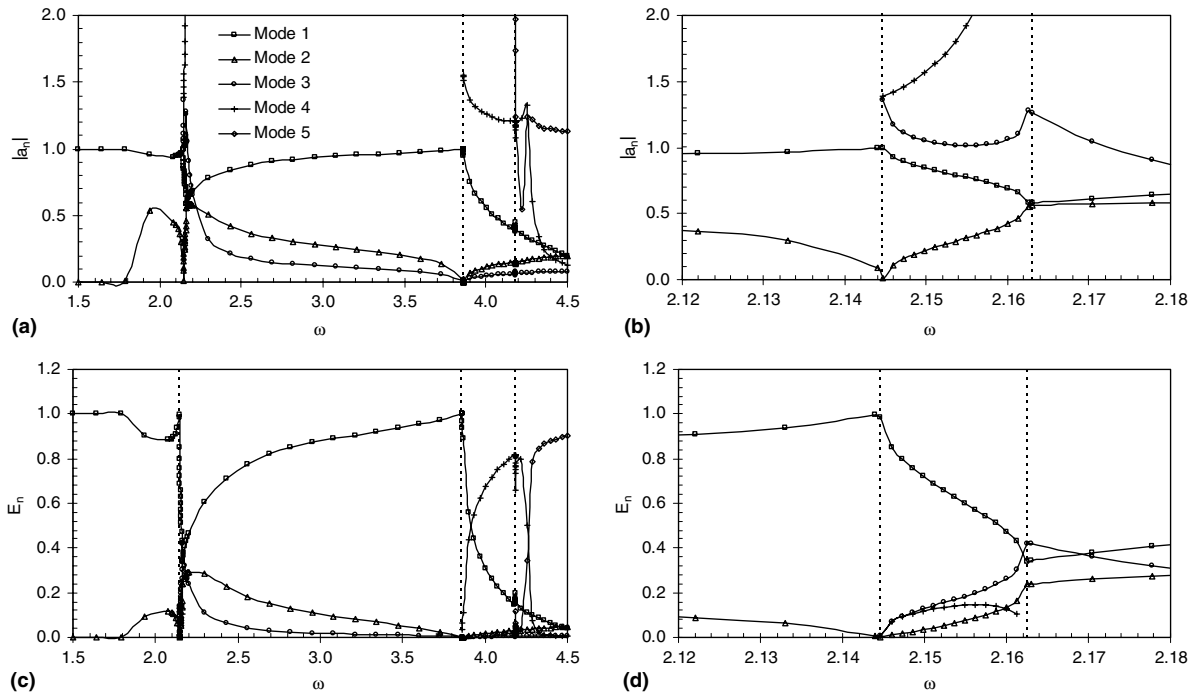 2.0
1.5
1.0
0.5
0.0
|aₙ|
Mode 1
Mode 2
Mode 3
Mode 4
Mode 5
1.5 2.0 2.5 3.0 3.5 4.0 4.5
(a) ω
2.0
1.5
1.0
0.5
0.0
|aₙ|
2.12 2.13 2.14 2.15 2.16 2.17 2.18
(b) ω
1.2
1.0
0.8
0.6
0.4
0.2
0.0
Eₙ
1.5 2.0 2.5 3.0 3.5 4.0 4.5
(c) ω
1.2
1.0
0.8
0.6
0.4
0.2
0.0
Eₙ
2.12 2.13 2.14 2.15 2.16 2.17 2.18
(d) ω